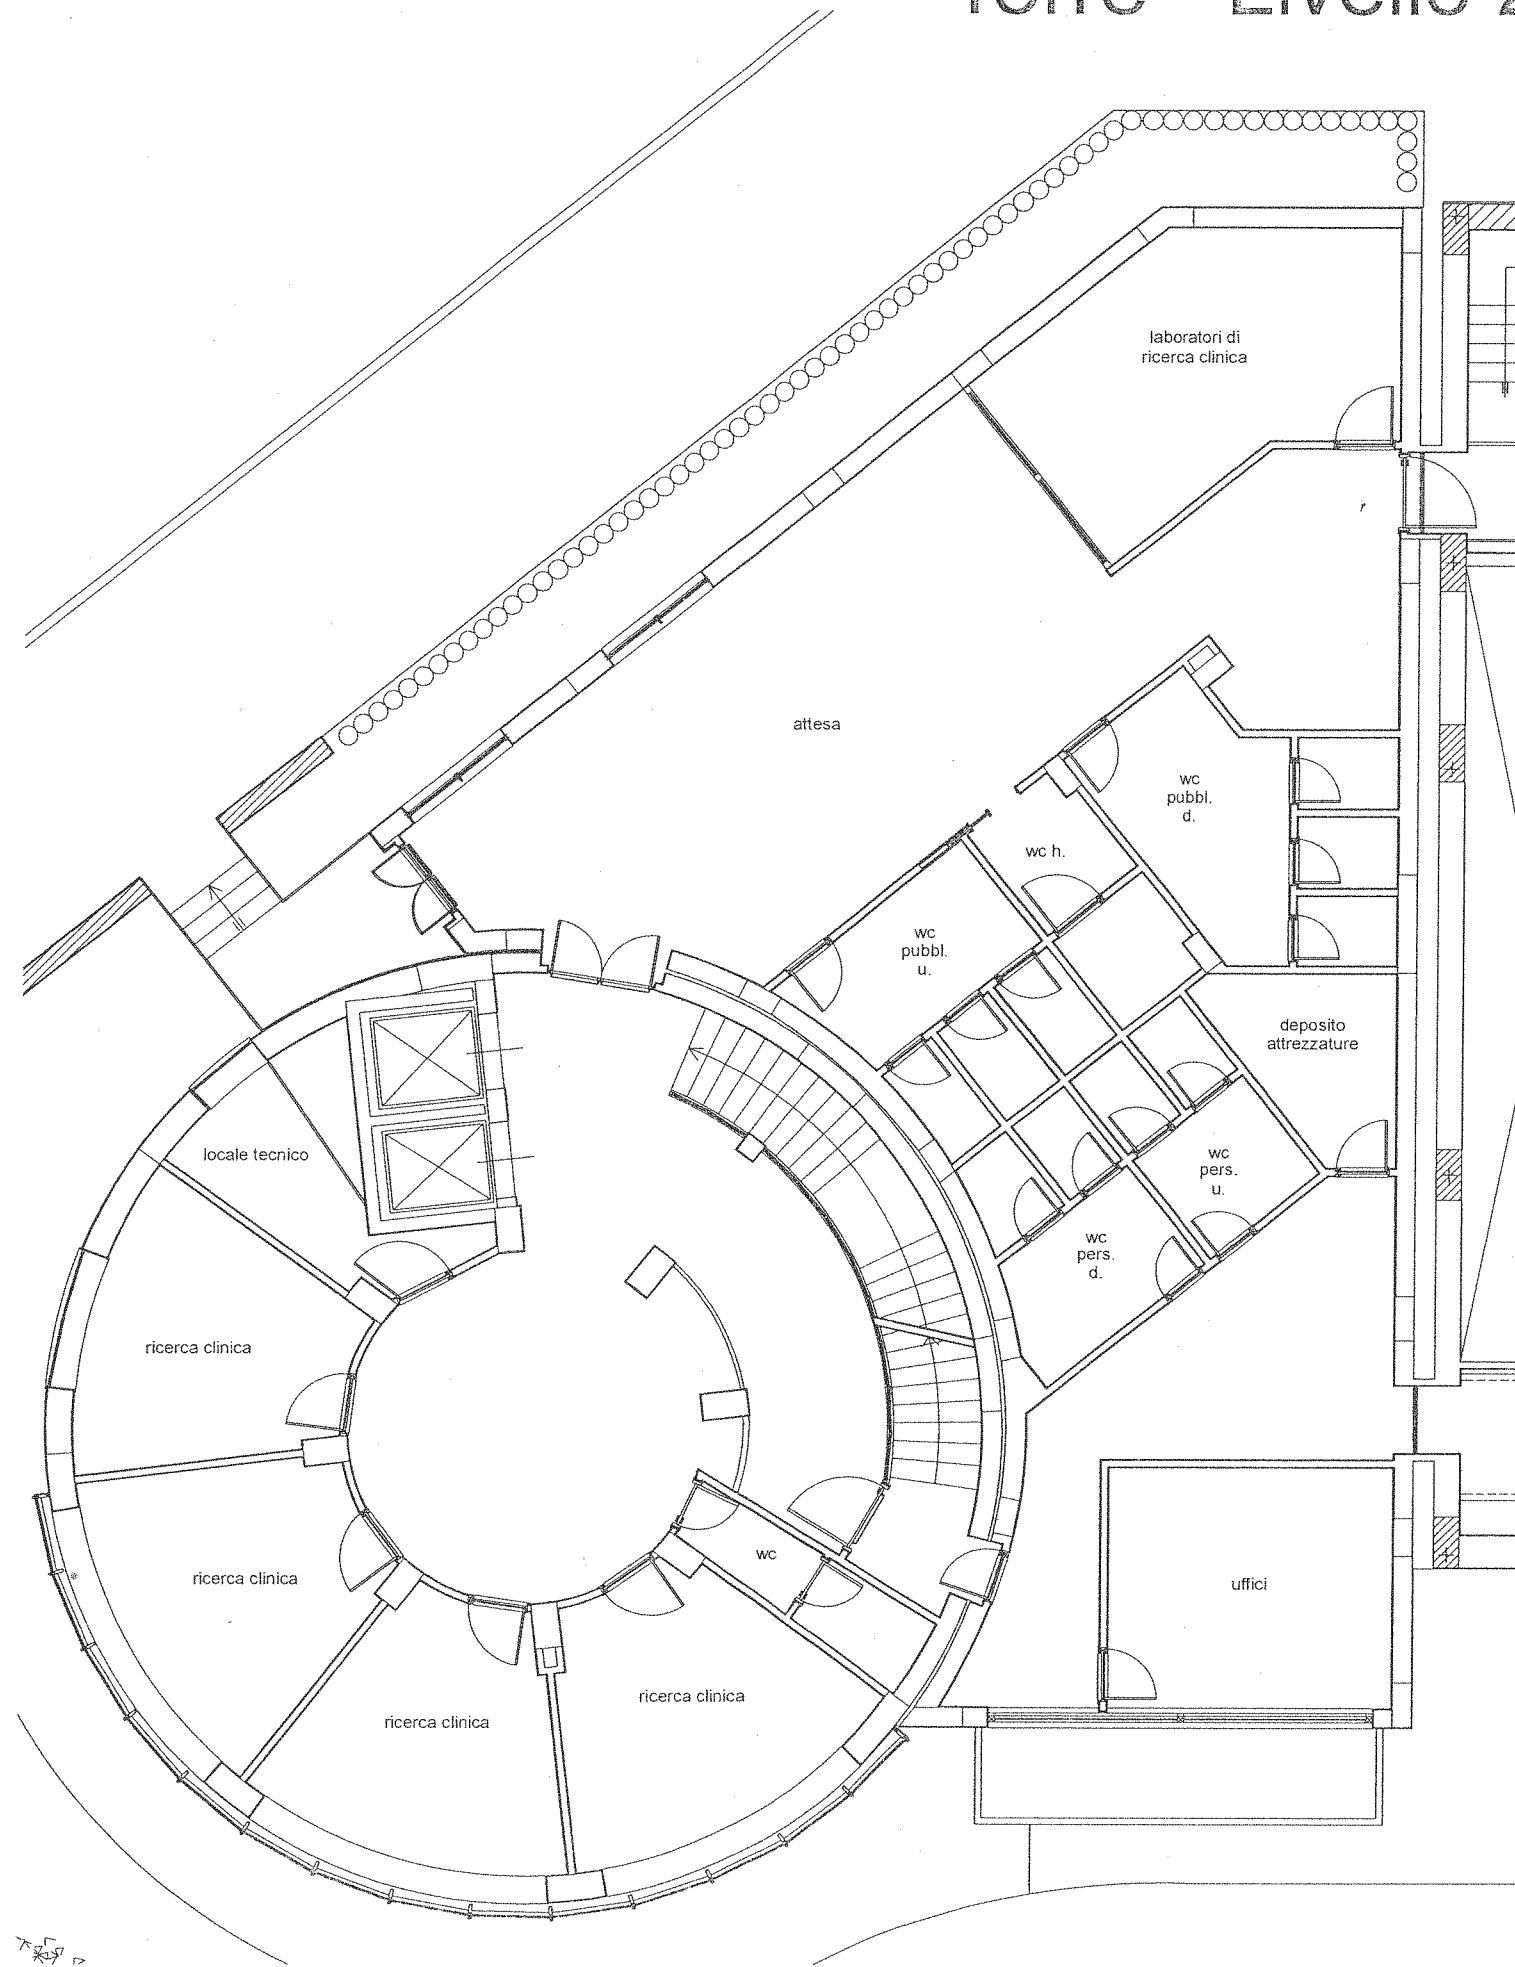 laboratori di
ricerca clinica
r
attesa
wc
pubbl.
d.
wc h.
wc
pubbl.
u.
deposito
attrezzature
locale tecnico
wc
pers.
u.
wc
pers.
d.
ricerca clinica
wc
ricerca clinica
uffici
ricerca clinica
ricerca clinica